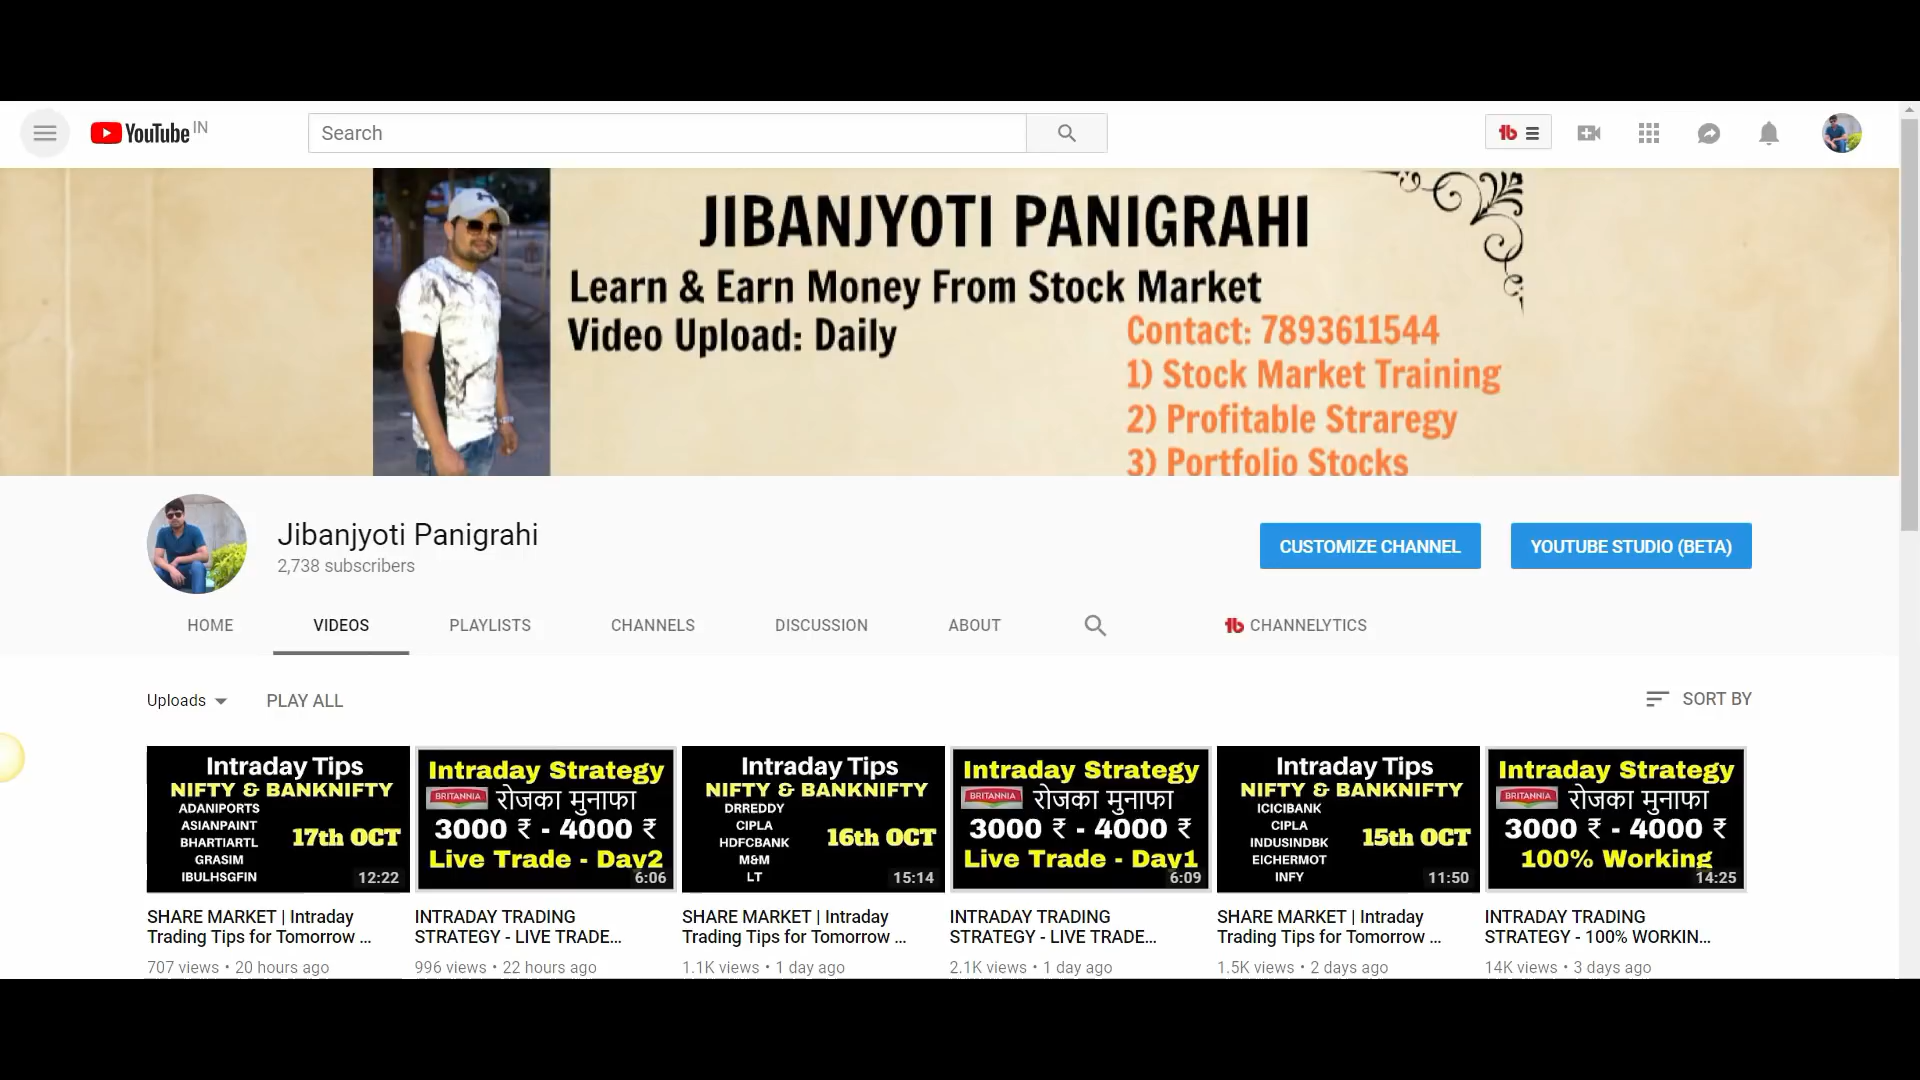 YouTube IN
Search
JIBANJYOTI PANIGRAHI
Learn & Earn Money From Stock Market
Video Upload: Daily
Contact: 7893611544
1) Stock Market Training
2) Profitable Straregy
3) Portfolio Stocks
Jibanjyoti Panigrahi
2,738 subscribers
CUSTOMIZE CHANNEL
YOUTUBE STUDIO (BETA)
HOME VIDEOS PLAYLISTS CHANNELS DISCUSSION ABOUT CHANNELYTICS
Uploads PLAY ALL SORT BY
Intraday Tips
NIFTY & BANKNIFTY
ADANIPORTS
ASIANPAINT
BHARTIARTL
GRASIM
IBULHSGFIN
17th OCT
12:22
SHARE MARKET | Intraday
Trading Tips for Tomorrow ...
707 views • 20 hours ago
Intraday Strategy
BRITANNIA रोजका मुनाफा
3000 ₹ - 4000 ₹
Live Trade - Day2
6:06
INTRADAY TRADING
STRATEGY - LIVE TRADE...
996 views • 22 hours ago
Intraday Tips
NIFTY & BANKNIFTY
DRREDDY
CIPLA
HDFCBANK
M&M
LT
16th OCT
15:14
SHARE MARKET | Intraday
Trading Tips for Tomorrow ...
1.1K views • 1 day ago
Intraday Strategy
BRITANNIA रोजका मुनाफा
3000 ₹ - 4000 ₹
Live Trade - Day1
6:09
INTRADAY TRADING
STRATEGY - LIVE TRADE...
2.1K views • 1 day ago
Intraday Tips
NIFTY & BANKNIFTY
ICICIBANK
CIPLA
INDUSINDBK
EICHERMOT
INFY
15th OCT
11:50
SHARE MARKET | Intraday
Trading Tips for Tomorrow ...
1.5K views • 2 days ago
Intraday Strategy
BRITANNIA रोजका मुनाफा
3000 ₹ - 4000 ₹
100% Working
14:25
INTRADAY TRADING
STRATEGY - 100% WORKIN...
14K views • 3 days ago